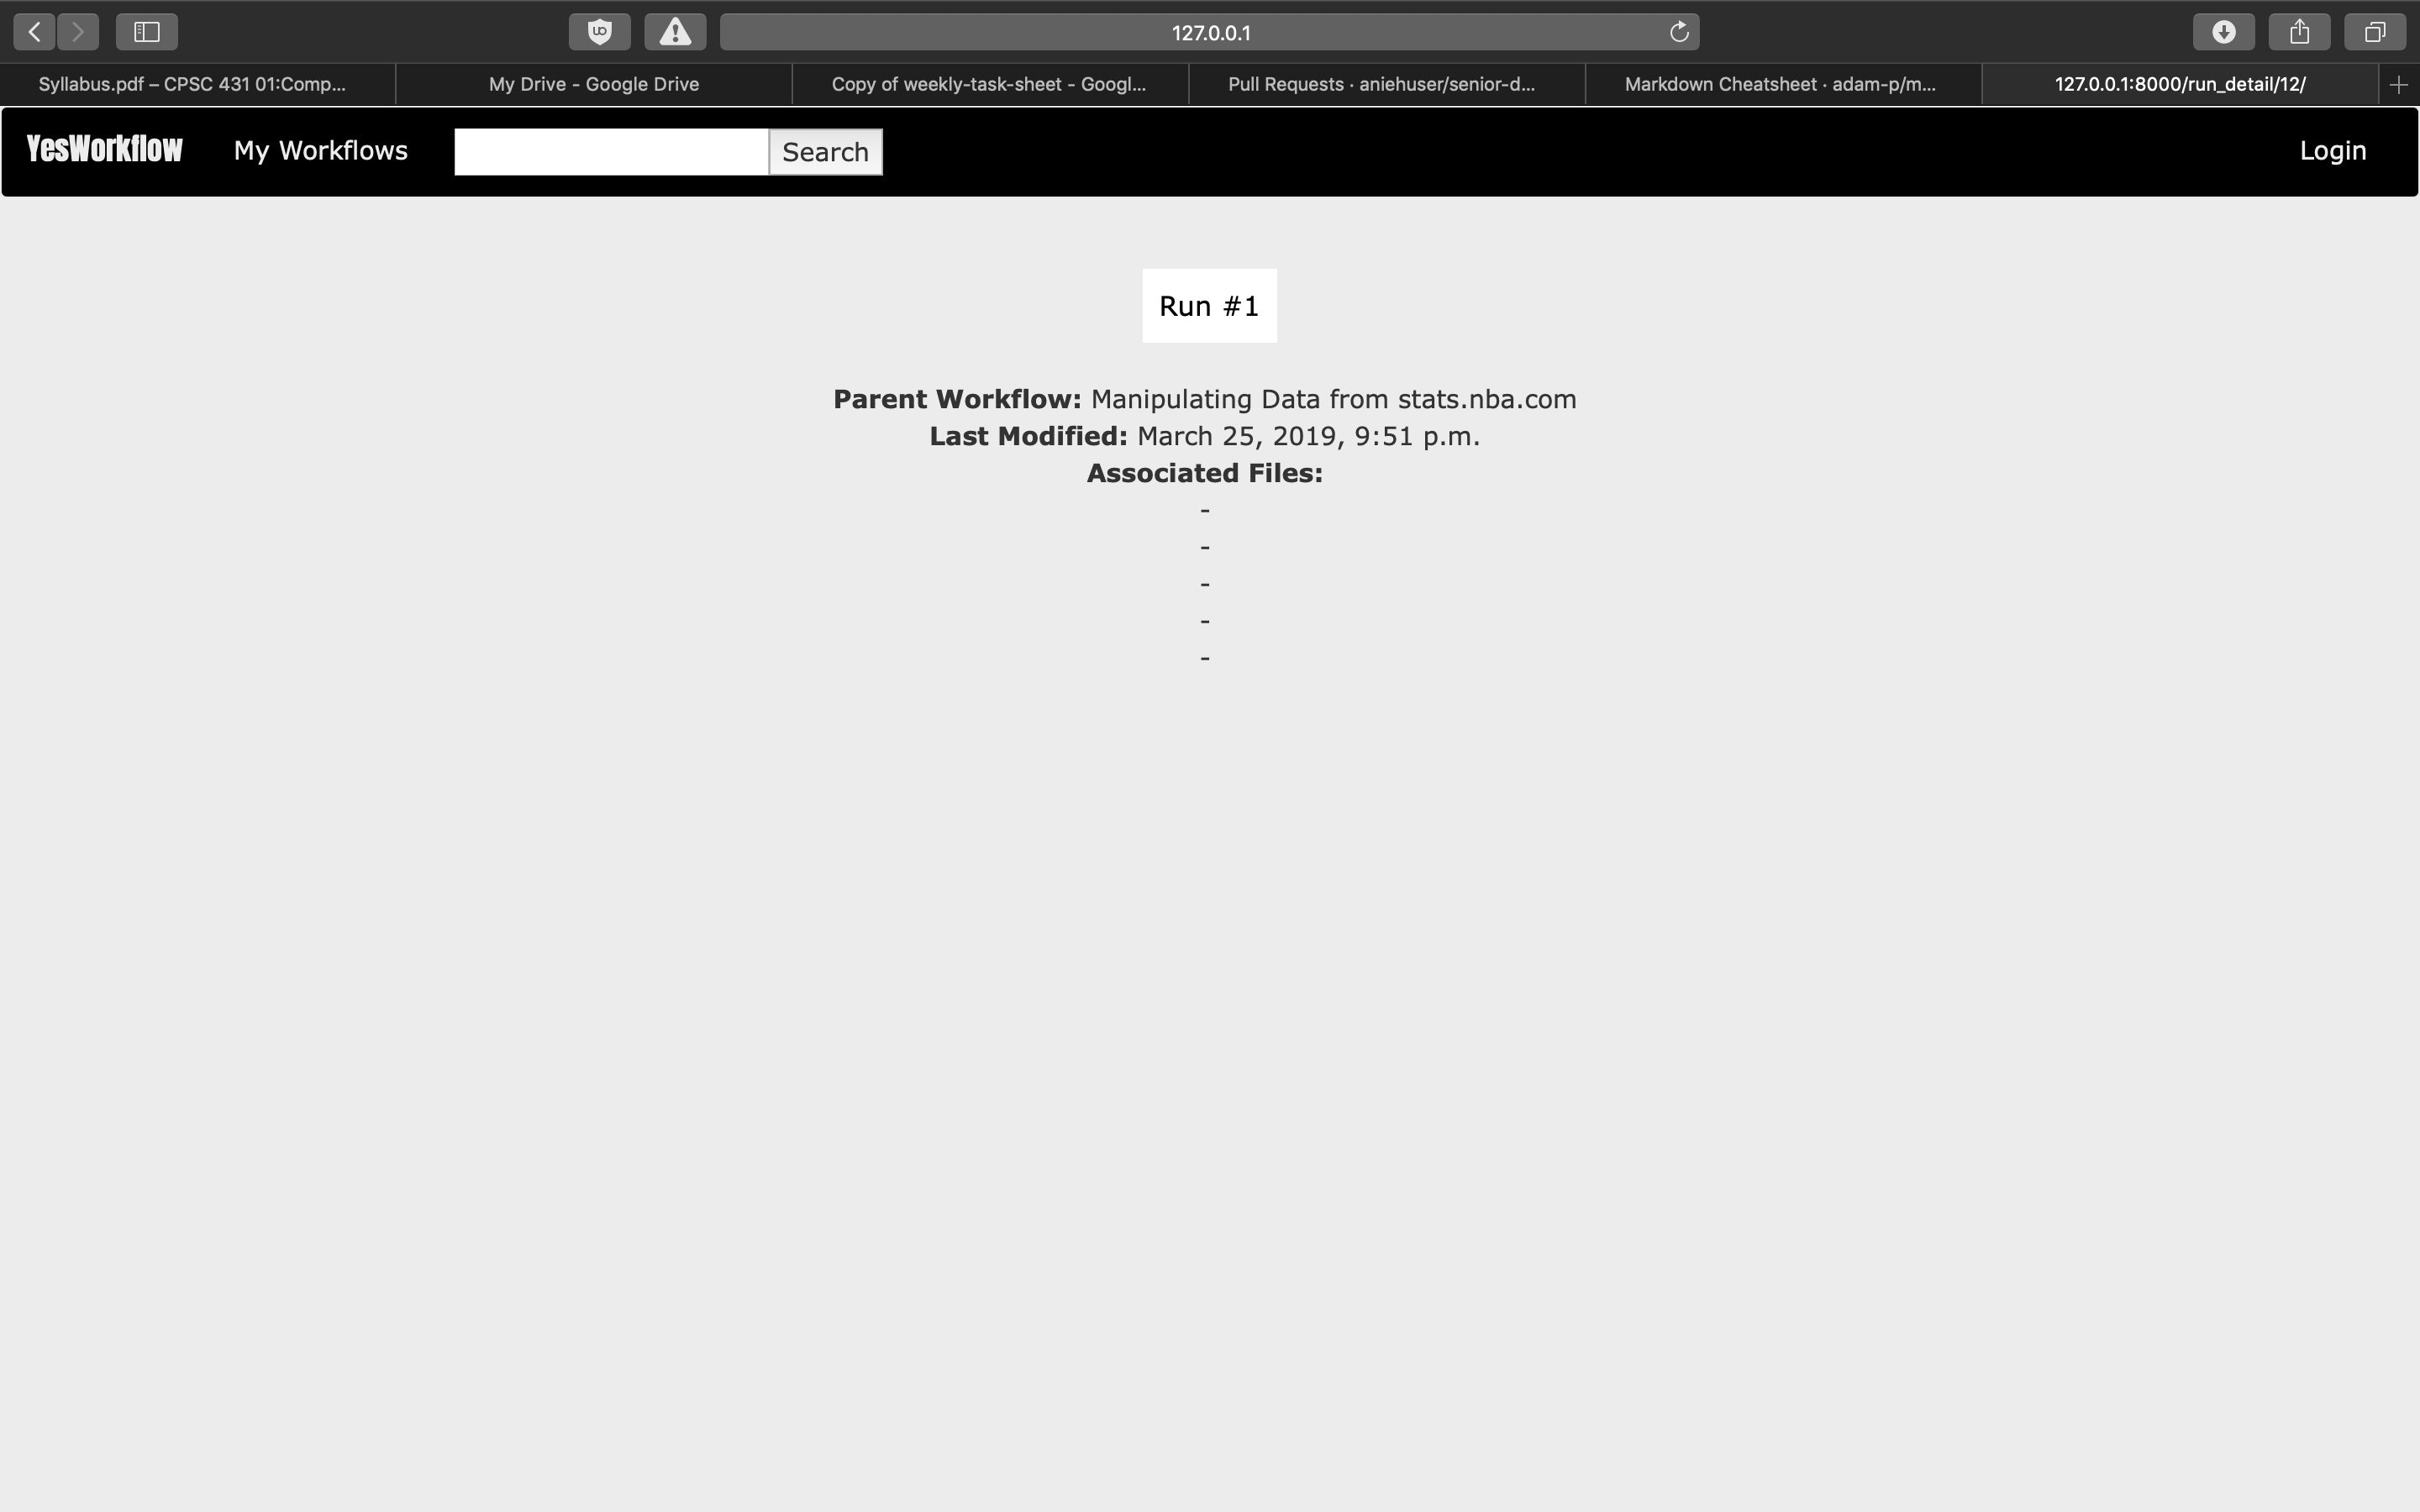 127.0.0.1
Syllabus.pdf – CPSC 431 01:Comp...
My Drive - Google Drive
Copy of weekly-task-sheet - Googl...
Pull Requests · aniehuser/senior-d...
Markdown Cheatsheet · adam-p/m...
127.0.0.1:8000/run_detail/12/
YesWorkflow
My Workflows
Search
Login
Run #1
Parent Workflow: Manipulating Data from stats.nba.com
Last Modified: March 25, 2019, 9:51 p.m.
Associated Files:
-
-
-
-
-